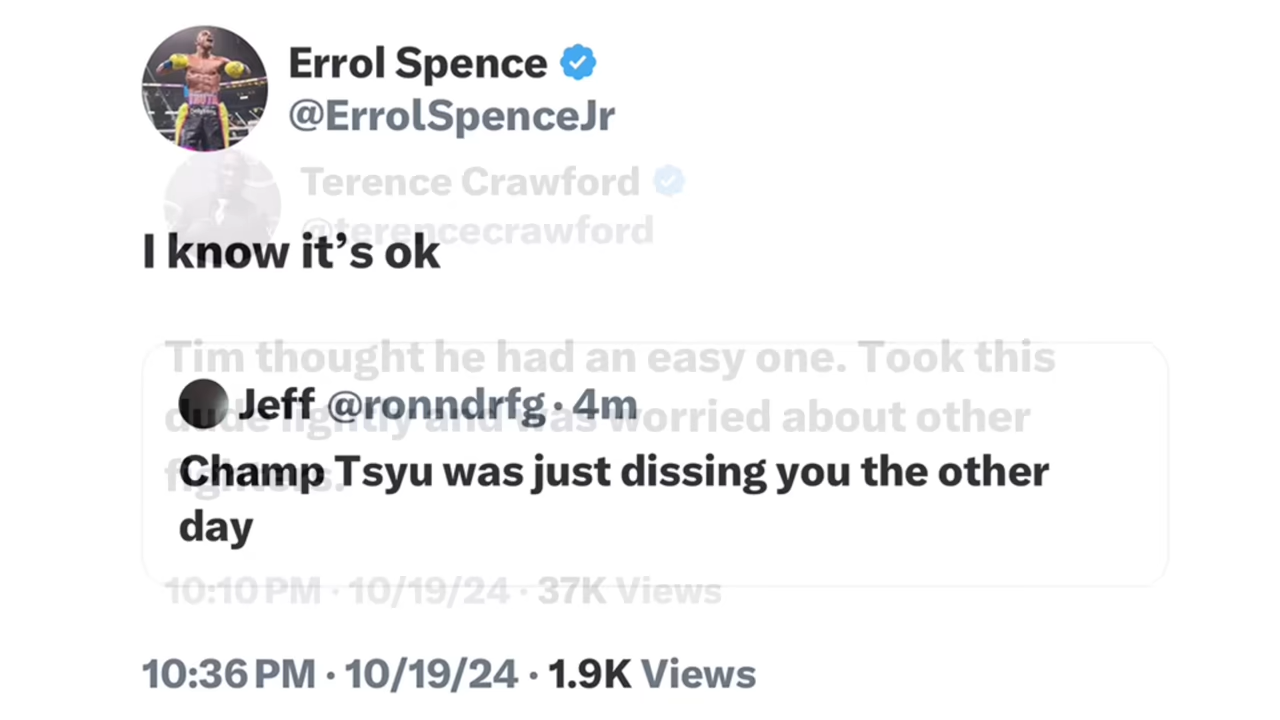 Errol Spence
@ErrolSpenceJr
Terence Crawford
@terencecrawford
I know it's ok
Tim thought he had an easy one. Took this
Jeff @ronndrfg · 4m
dude lightly and was worried about other
Champ Tsyu was just dissing you the other
fighters.
day
10:10 PM · 10/19/24 · 37K Views
10:36 PM · 10/19/24 · 1.9K Views